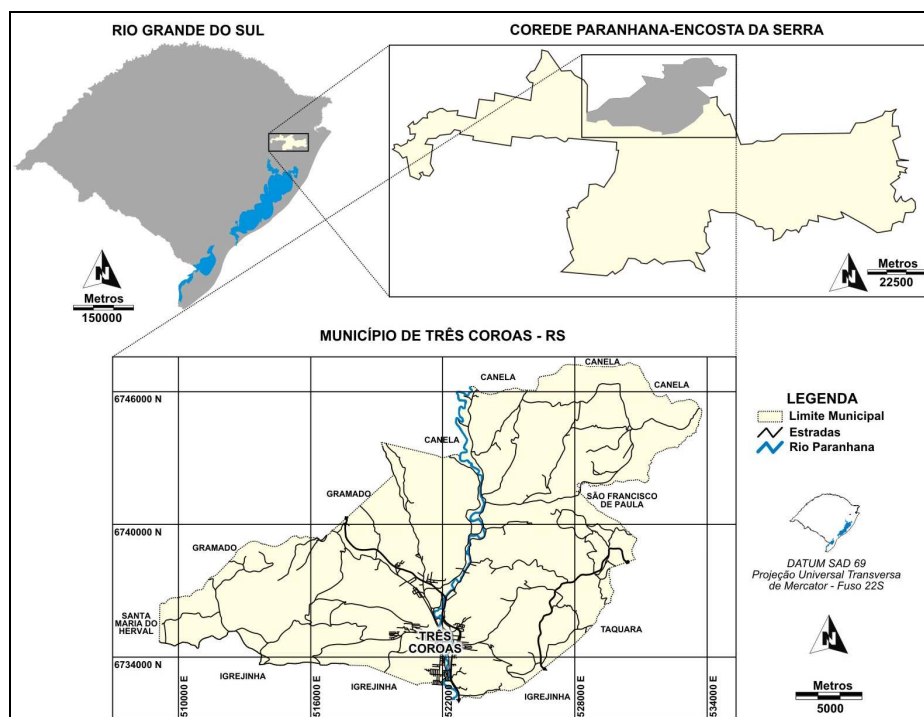 RIO GRANDE DO SUL
COREDE PARANHANA-ENCOSTA DA SERRA
N
Metros
150000
N
Metros
22500
MUNICÍPIO DE TRÊS COROAS - RS
CANELA
CANELA
CANELA
CANELA
6746000 N
GRAMADO
SÃO FRANCISCO
DE PAULA
6740000 N
GRAMADO
SANTA
MARIA DO
HERVAL
TRÊS
COROAS
TAQUARA
6734000 N
IGREJINHA
IGREJINHA
IGREJINHA
510000 E
516000 E
522000 E
528000 E
534000 E
LEGENDA
Limite Municipal
Estradas
Rio Paranhana
DATUM SAD 69
Projeção Universal Transversa
de Mercator - Fuso 22S
N
Metros
5000